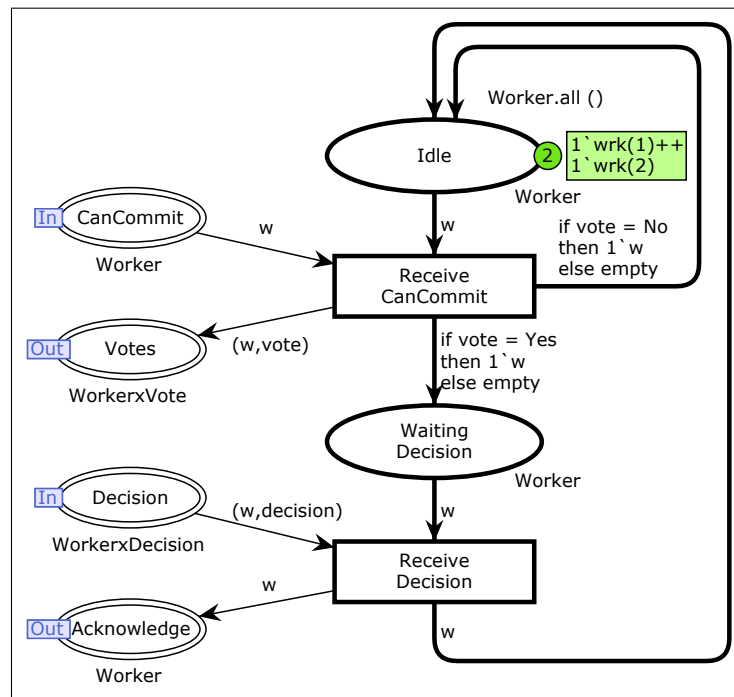 Worker.all ()
Idle
2
1`wrk(1)++
1`wrk(2)
Worker
In
CanCommit
Worker
w
w
if vote = No
then 1`w
else empty
Receive
CanCommit
Out
Votes
WorkerxVote
(w,vote)
if vote = Yes
then 1`w
else empty
Waiting
Decision
Worker
In
Decision
WorkerxDecision
(w,decision)
w
Receive
Decision
w
Out
Acknowledge
Worker
w